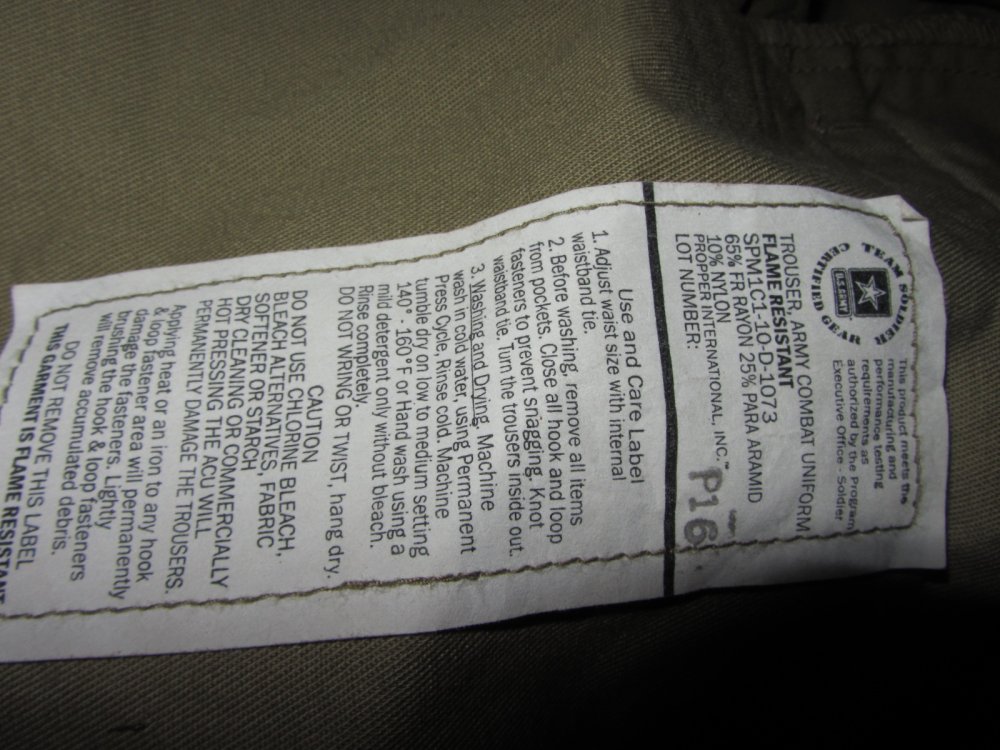 TEAM SOLDIER
CERTIFIED GEAR
U.S. ARMY
This product meets the
manufacturing and
performance testing
requirements as
authorized by the Program
Executive Office - Soldier
TROUSER, ARMY COMBAT UNIFORM
FLAME RESISTANT
SPM1C1-10-D-1073
65% FR RAYON 25% PARA ARAMID
10% NYLON
PROPER INTERNATIONAL, INC.™
LOT NUMBER:
P16
Use and Care Label
1. Adjust waist size with internal
waistband tie.
2. Before washing, remove all items
from pockets. Close all hook and loop
fasteners to prevent snagging. Knot
waistband tie. Turn the trousers inside out.
3. Washing and Drying. Machine
wash in cold water, using Permanent
Press Cycle. Rinse cold. Machine
tumble dry on low to medium setting
140° - 160°F or Hand wash using a
mild detergent only without bleach.
Rinse completely.
DO NOT WRING OR TWIST, hang dry.
CAUTION
DO NOT USE CHLORINE BLEACH,
BLEACH ALTERNATIVES, FABRIC
SOFTENER OR STARCH
DRY CLEANING OR COMMERCIALLY
HOT PRESSING THE ACU WILL
PERMANENTLY DAMAGE THE TROUSERS.
Applying heat or an iron to any hook
& loop fastener area will permanently
damage the fasteners. Lightly
brushing the hook & loop fasteners
will remove accumulated debris.
DO NOT REMOVE THIS LABEL
THIS GARMENT IS FLAME RESISTANT